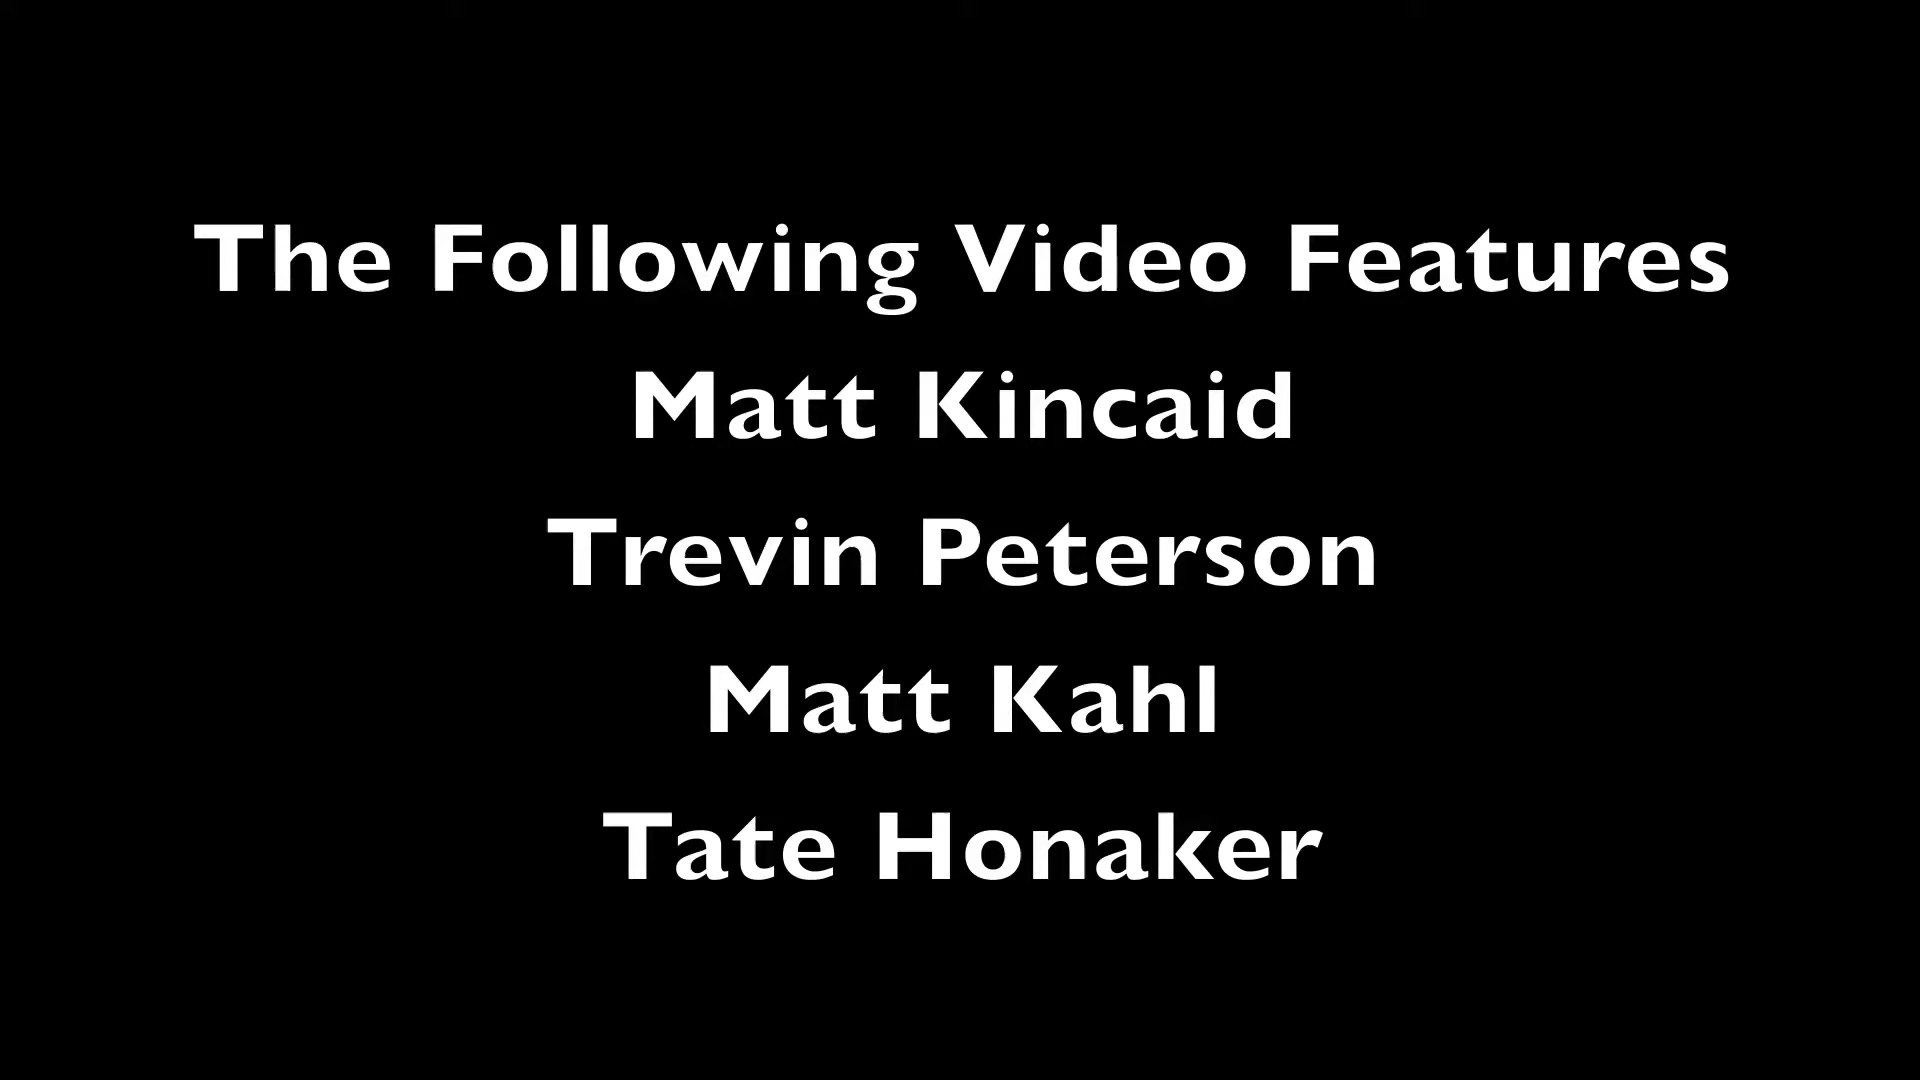 The Following Video Features
Matt Kincaid
Trevin Peterson
Matt Kahl
Tate Honaker